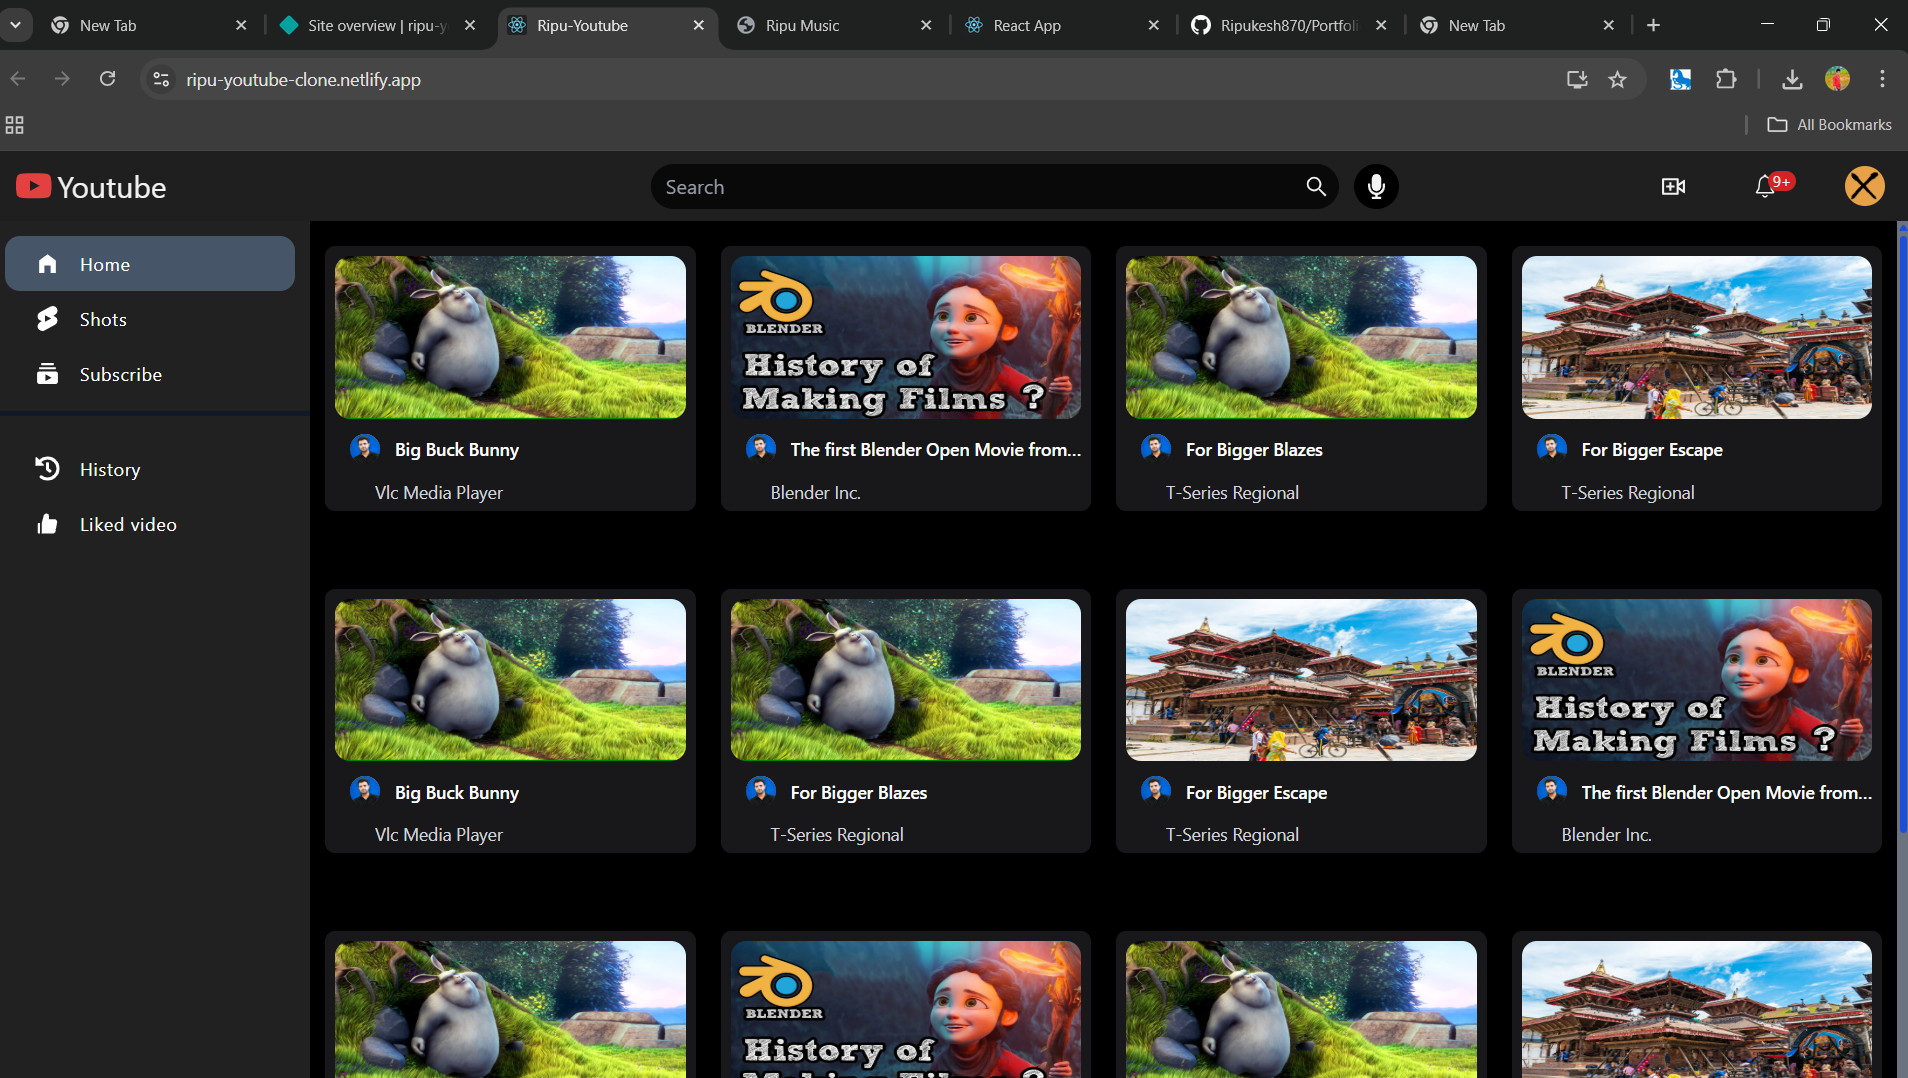 New Tab
Site overview | ripu-y
Ripu-Youtube
Ripu Music
React App
Ripukesh870/Portfoli
New Tab
ripu-youtube-clone.netlify.app
All Bookmarks
Youtube
Search
9+
Home
Shots
Subscribe
History
Liked video
BLENDER
History of
Making Films ?
Big Buck Bunny
The first Blender Open Movie from...
For Bigger Blazes
For Bigger Escape
Vlc Media Player
Blender Inc.
T-Series Regional
T-Series Regional
BLENDER
History of
Making Films ?
Big Buck Bunny
For Bigger Blazes
For Bigger Escape
The first Blender Open Movie from...
Vlc Media Player
T-Series Regional
T-Series Regional
Blender Inc.
BLENDER
History of
Making Films ?